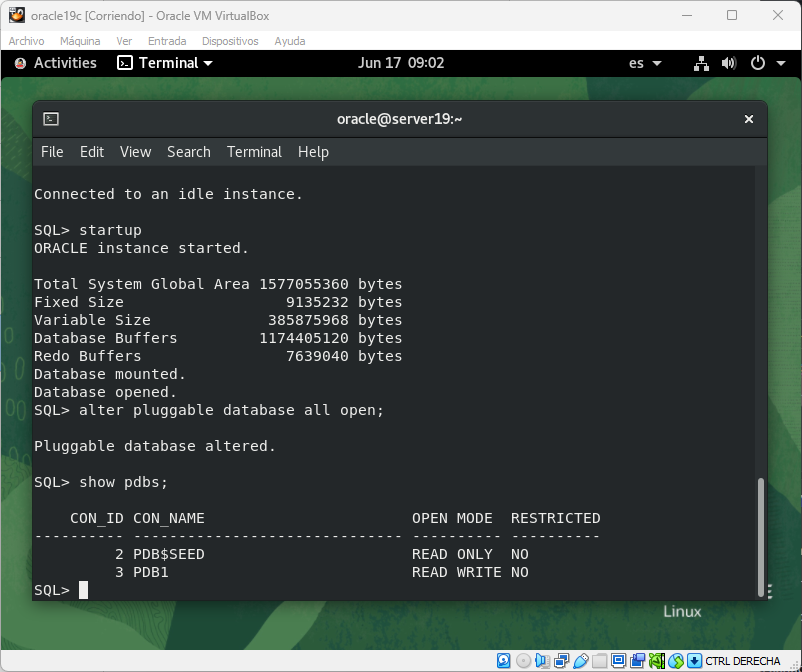 oracle19c [Corriendo] - Oracle VM VirtualBox
Archivo Máquina Ver Entrada Dispositivos Ayuda
Activities Terminal Jun 17 09:02 es
oracle@server19:~
File Edit View Search Terminal Help
Connected to an idle instance.
SQL> startup
ORACLE instance started.
Total System Global Area 1577055360 bytes
Fixed Size 9135232 bytes
Variable Size 385875968 bytes
Database Buffers 1174405120 bytes
Redo Buffers 7639040 bytes
Database mounted.
Database opened.
SQL> alter pluggable database all open;
Pluggable database altered.
SQL> show pdbs;
CON_ID CON_NAME OPEN MODE RESTRICTED
---------- ------------------------------ ---------- ----------
2 PDB$SEED READ ONLY NO
3 PDB1 READ WRITE NO
SQL>
Linux
CTRL DERECHA